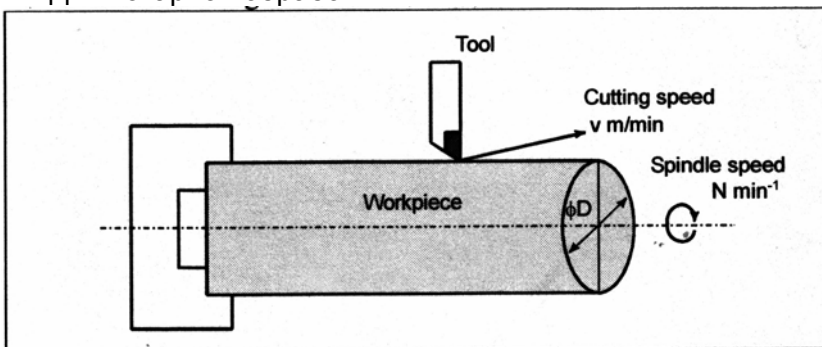 Tool
Cutting speed
v m/min
Spindle speed
N min⁻¹
Workpiece
ϕD